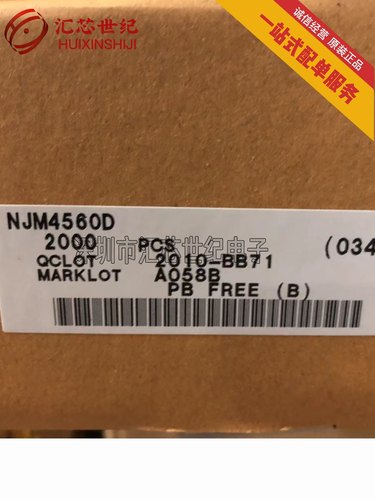 汇芯世纪
HUIXINSHIJI
诚信经营 原装正品
一站式配单服务
NJM4560D
2000 PCS
深圳市汇芯世纪电子
(034
QCLOT 2010-BB71
MARKLOT A058B
PB FREE (B)